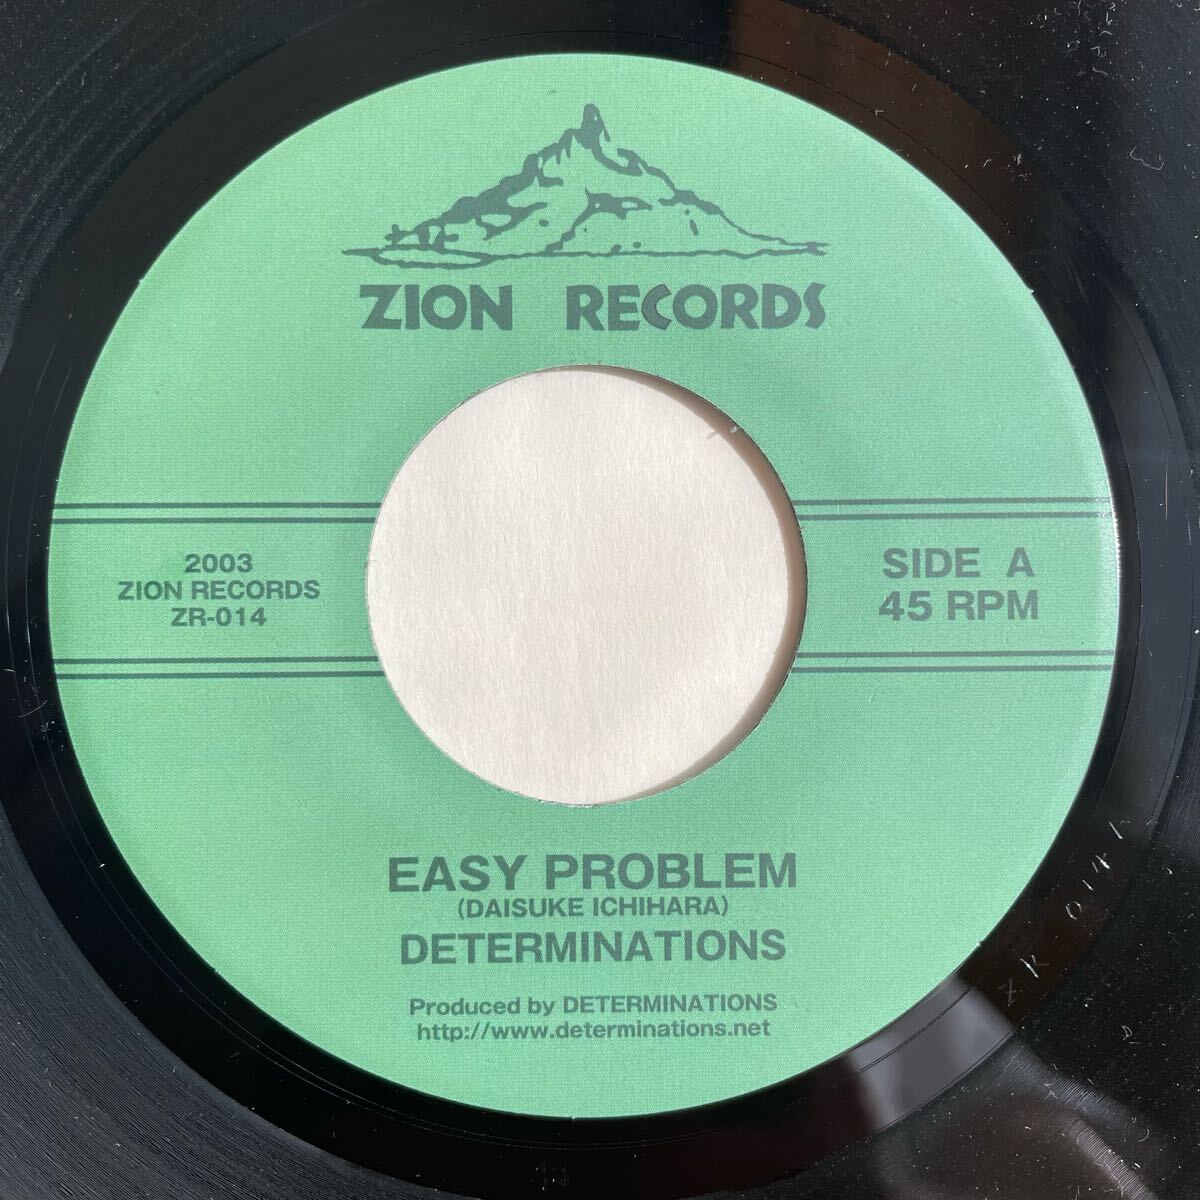 ZION RECORDS
2003
ZION RECORDS
ZR-014
SIDE A
45 RPM
EASY PROBLEM
(DAISUKE ICHIHARA)
DETERMINATIONS
Produced by DETERMINATIONS
http://www.determinations.net